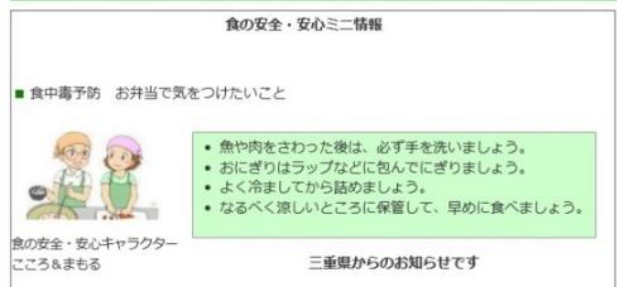 食の安全・安心ミニ情報
■ 食中毒予防　お弁当で気をつけたいこと
• 魚や肉をさわった後は、必ず手を洗いましょう。
• おにぎりはラップなどに包んでにぎりましょう。
• よく冷ましてから詰めましょう。
• なるべく涼しいところに保管して、早めに食べましょう。
食の安全・安心キャラクター
こころ&まもる
三重県からのお知らせです